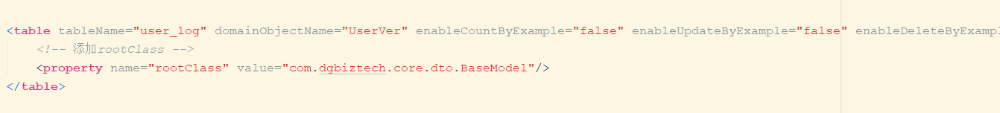 <table tableName="user_log" domainObjectName="UserVer" enableCountByExample="false" enableUpdateByExample="false" enableDeleteByExampl
<!-- 添加rootClass -->
<property name="rootClass" value="com.dgbiztech.core.dto.BaseModel"/>
</table>